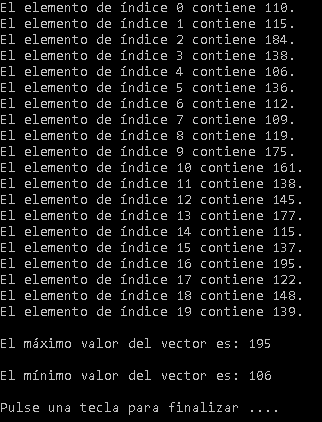 El elemento de índice 0 contiene 110.
El elemento de índice 1 contiene 115.
El elemento de índice 2 contiene 184.
El elemento de índice 3 contiene 138.
El elemento de índice 4 contiene 106.
El elemento de índice 5 contiene 136.
El elemento de índice 6 contiene 112.
El elemento de índice 7 contiene 109.
El elemento de índice 8 contiene 119.
El elemento de índice 9 contiene 175.
El elemento de índice 10 contiene 161.
El elemento de índice 11 contiene 138.
El elemento de índice 12 contiene 145.
El elemento de índice 13 contiene 177.
El elemento de índice 14 contiene 115.
El elemento de índice 15 contiene 137.
El elemento de índice 16 contiene 195.
El elemento de índice 17 contiene 122.
El elemento de índice 18 contiene 148.
El elemento de índice 19 contiene 139.
El máximo valor del vector es: 195
El mínimo valor del vector es: 106
Pulse una tecla para finalizar ....